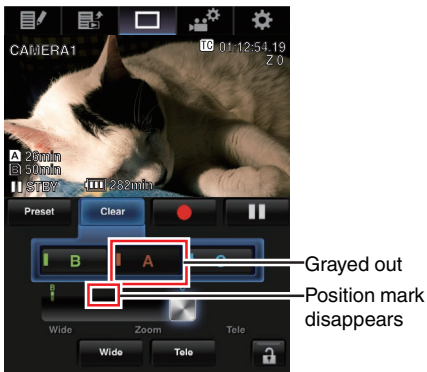 CAMERA1
TC 01:12:54.19
Z 0
A 26min
B 50min
STBY 282min
Preset Clear
B A C
B C
Wide Zoom Tele
Wide Tele
Grayed out
Position mark
disappears